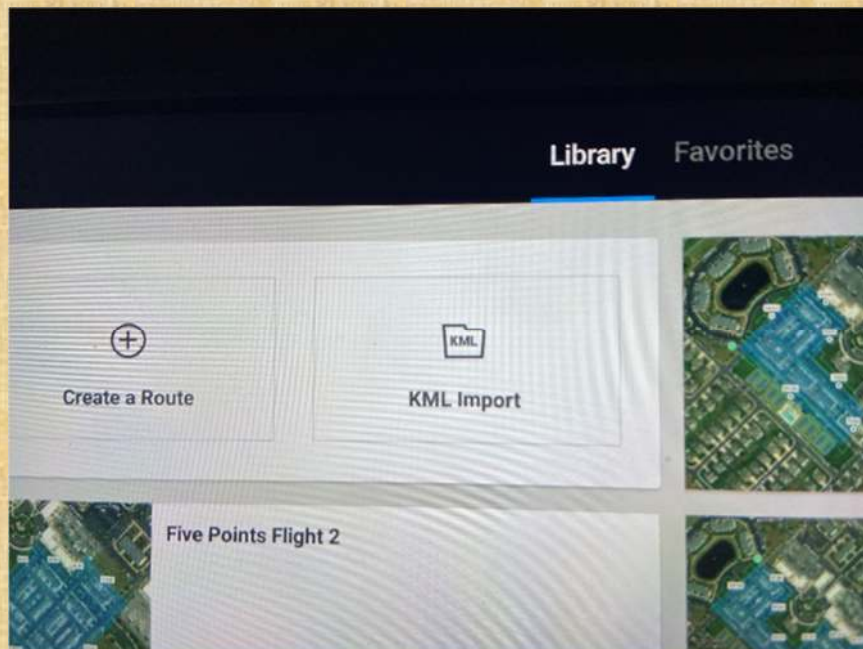 Library Favorites
KML
Create a Route
KML Import
Five Points Flight 2